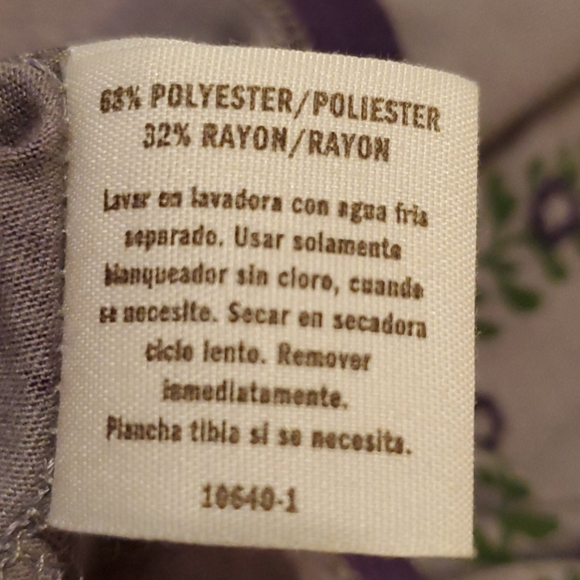 68% POLYESTER/POLIESTER
32% RAYON/RAYON
Lavar en lavadora con agua fria
separado. Usar solamente
blanqueador sin cloro, cuando
se necesite. Secar en secadora
ciclo lento. Remover
inmediatamente.
Plancha tibia si se necesita.
10640-1